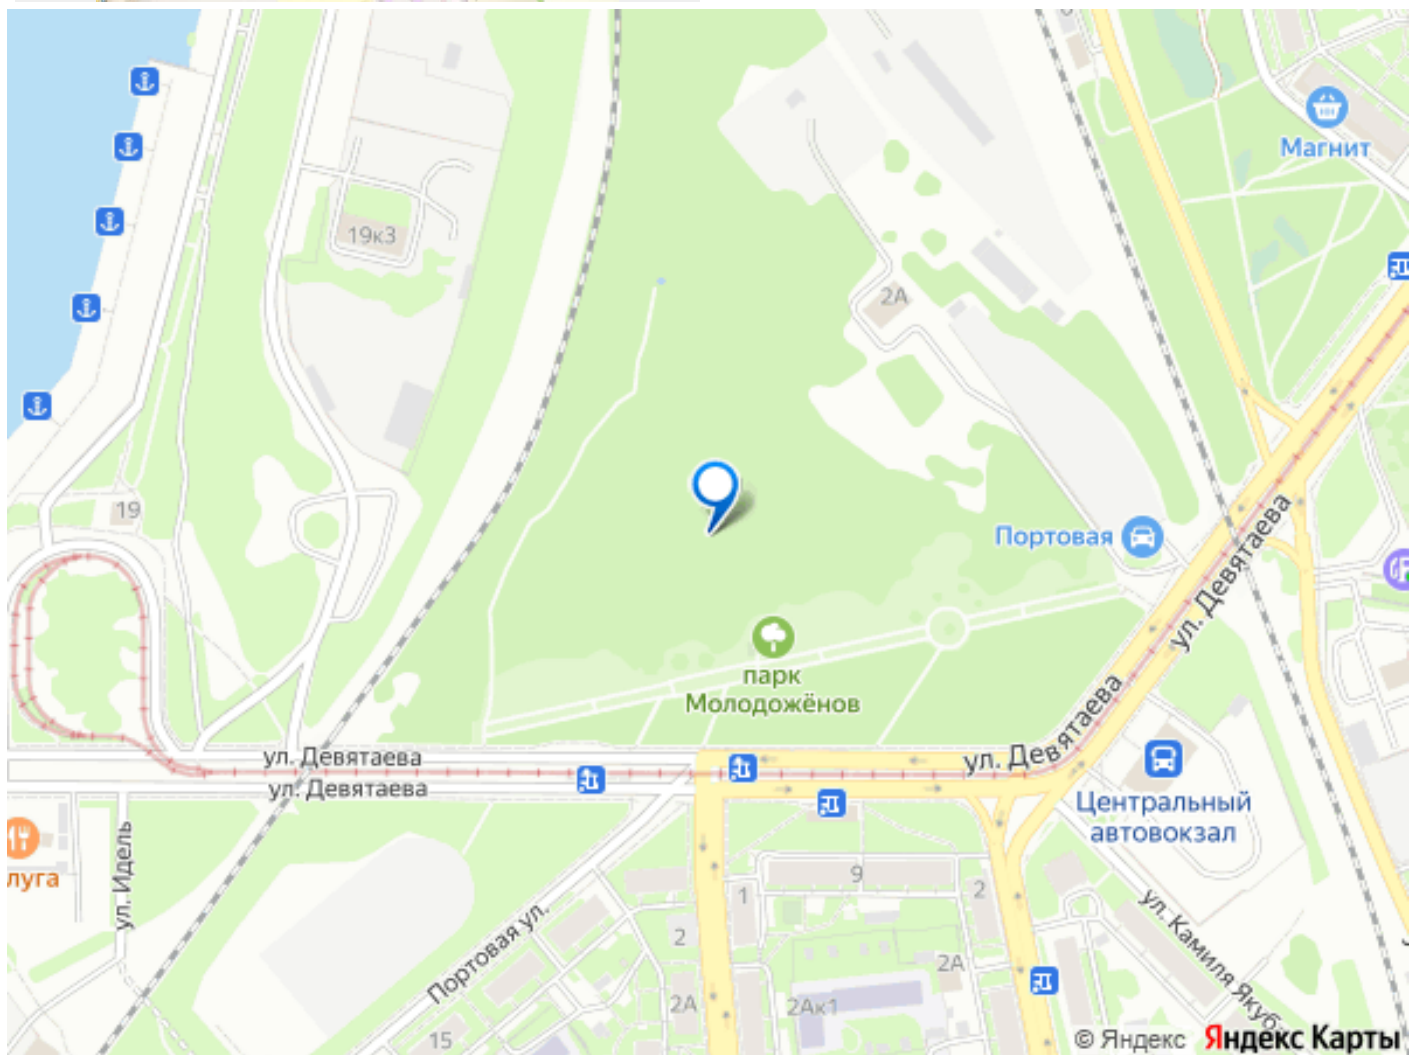 Магнит
19к3
2А
19
Портовая
ул. Девятаева
парк
Молодожёнов
ул. Девятаева
ул. Девятаева
ул. Девятаева
Центральный
автовокзал
луга
ул. Идель
Портовая ул.
9
1
2
2
2А
2Ак1
2А
15
ул. Камиля Якуб
© Яндекс Яндекс Карты